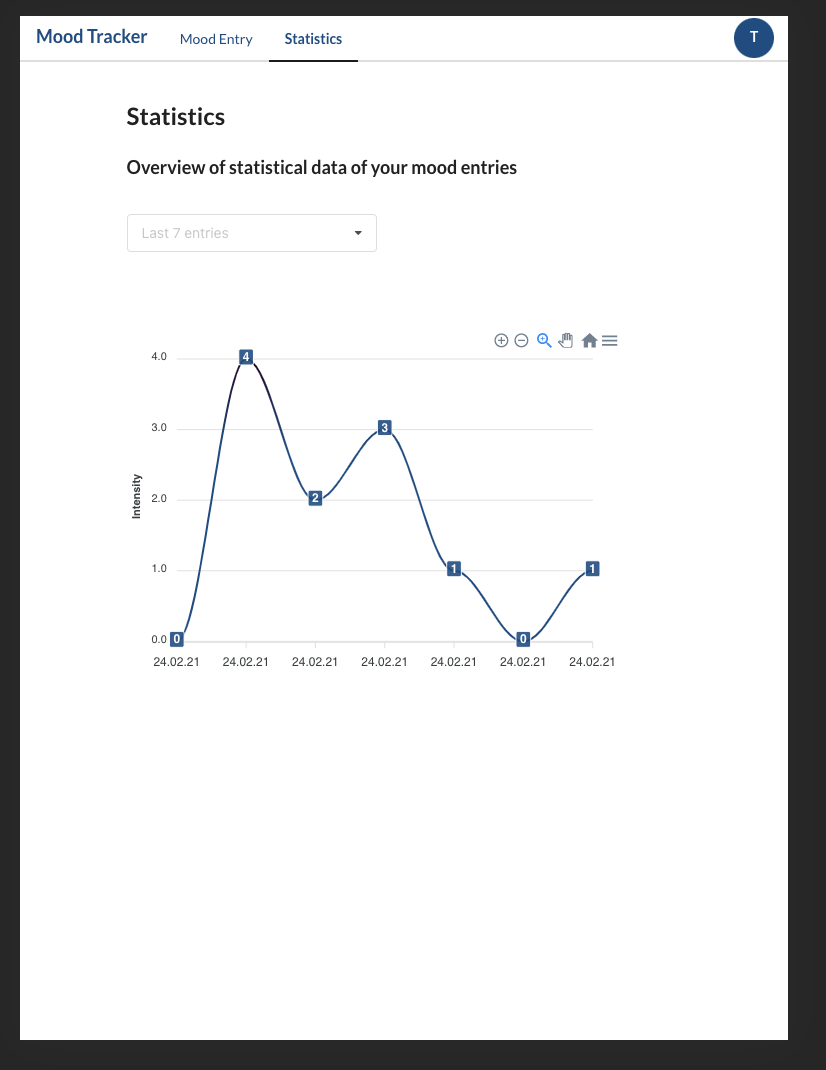 Mood Tracker Mood Entry Statistics T
Statistics
Overview of statistical data of your mood entries
Last 7 entries
4.0 4
3.0 3
Intensity
2.0 2
1.0 1 1
0.0 0 0
24.02.21 24.02.21 24.02.21 24.02.21 24.02.21 24.02.21 24.02.21